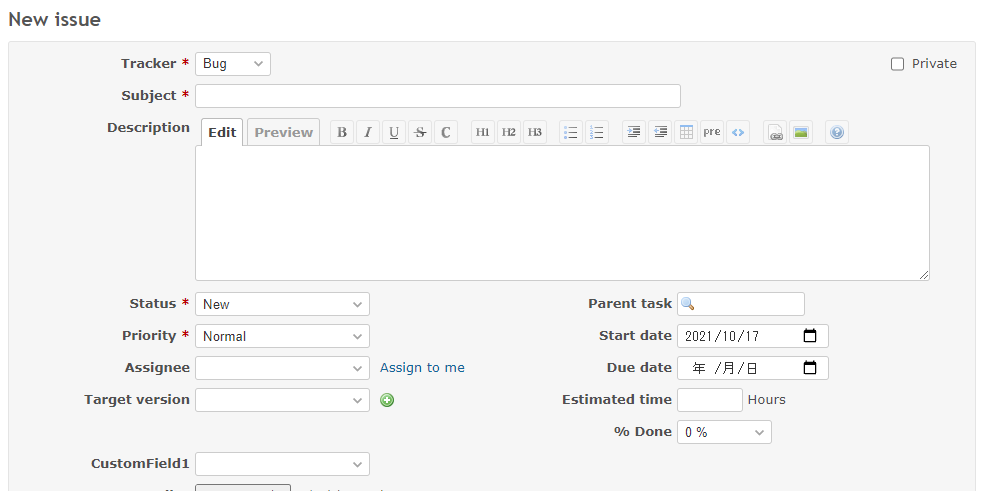 New issue
Tracker * Bug Private
Subject *
Description Edit Preview B I U S C H1 H2 H3 pre <>
Status * New Parent task
Priority * Normal Start date 2021/10/17
Assignee Assign to me Due date 年 /月/日
Target version Estimated time Hours
% Done 0 %
CustomField1